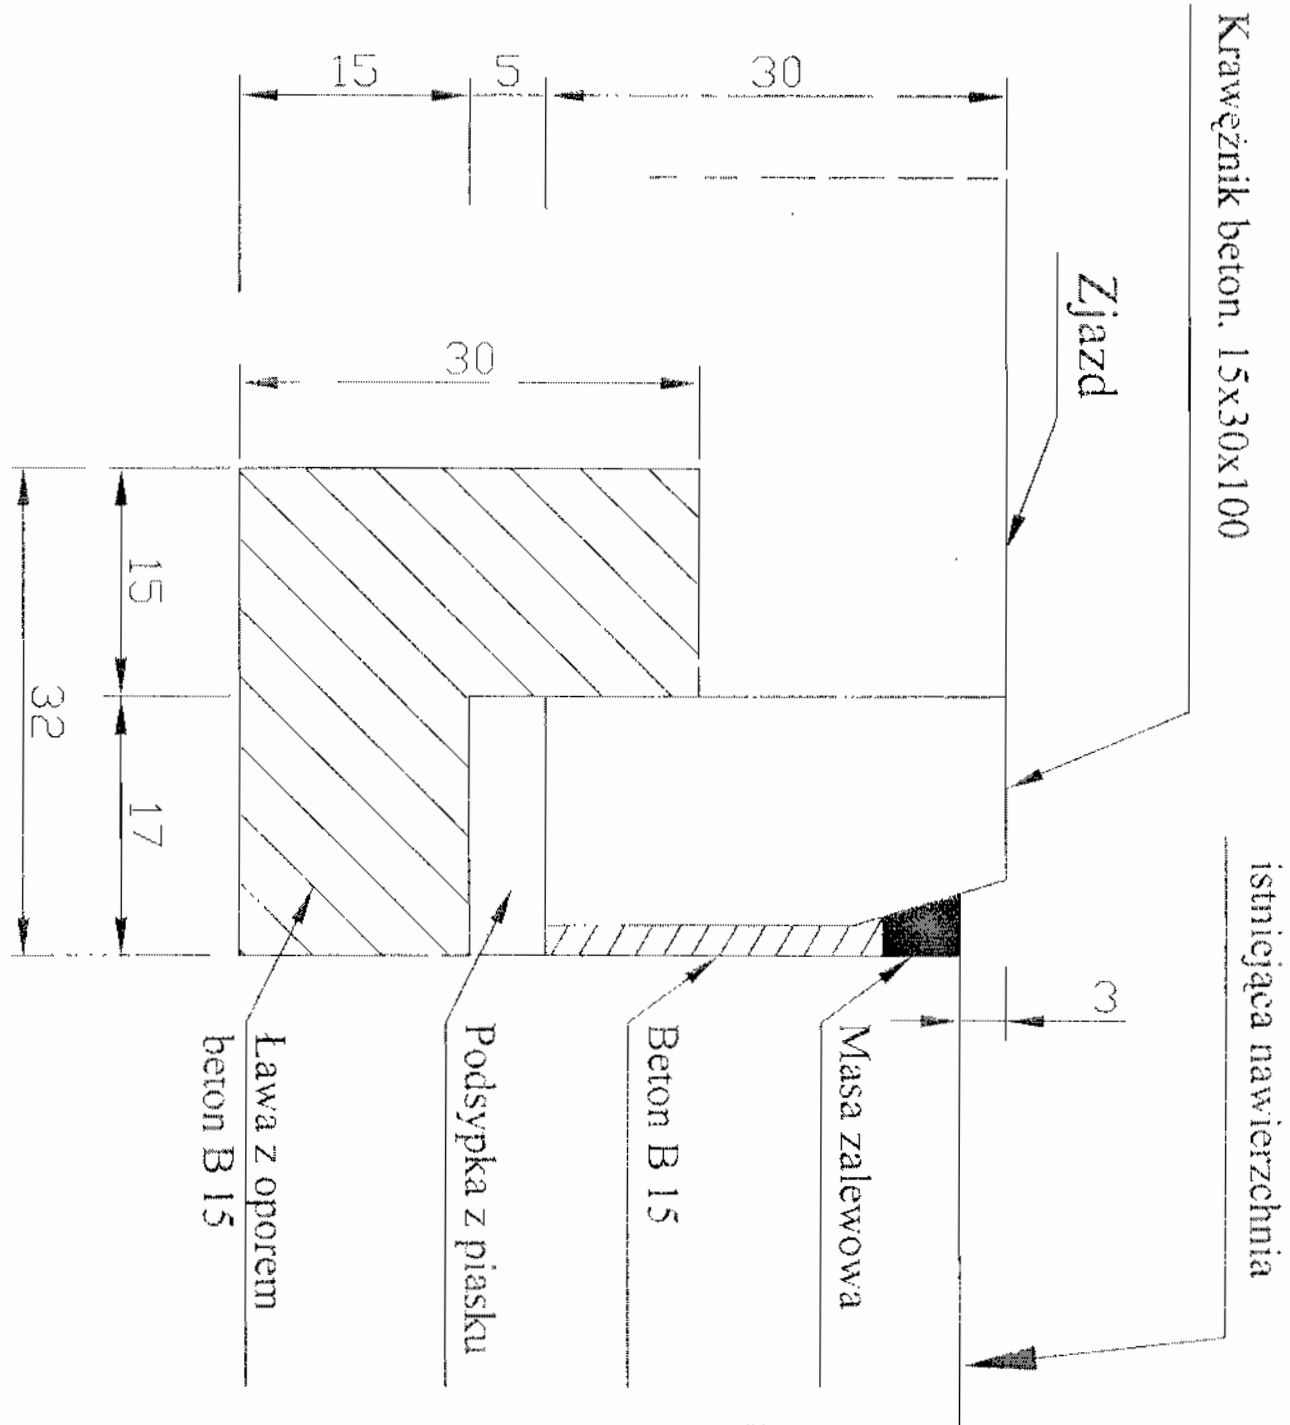 Krawężnik beton. 15x30x100
istniejąca nawierzchnia
Zjazd
30
5
15
30
3
Masa zalewowa
Beton B 15
Podsypka z piasku
Ława z oporem
beton B 15
15
17
32